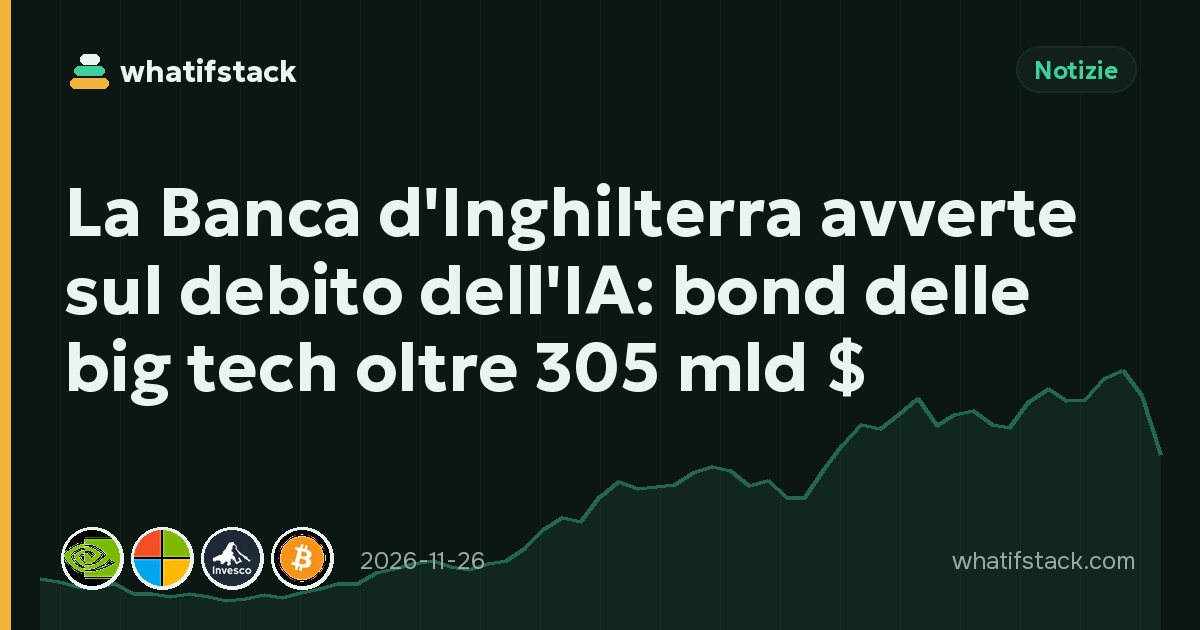 whatifstack
Notizie
La Banca d'Inghilterra avverte
sul debito dell'IA: bond delle
big tech oltre 305 mld $
Invesco
2026-11-26
whatifstack.com